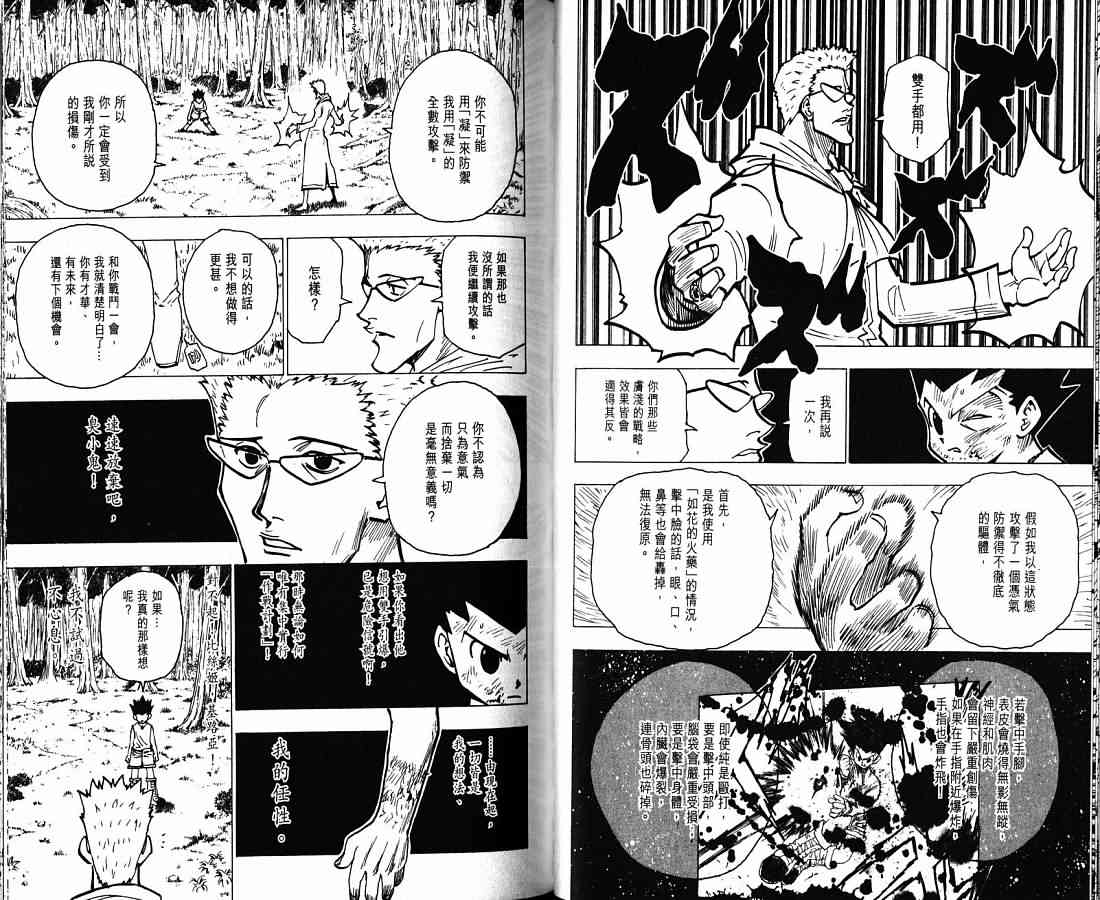 雙手都用！
我再說
一次，
你們那些
膚淺的戰略，
效果皆會
適得其反。
假如我以這狀態
攻擊了一個憑氣
防禦得不徹底
的軀體，
首先，
是我使用
「如花的火藥」的情況，
擊中臉的話，眼、口、
鼻等也會給轟掉，
無法復原。
若擊中手腳，
表皮會燒得無影無蹤，
神經和肌肉
會留下嚴重創傷
如果在手指附近爆炸，
手指也會炸飛！
即使純是毆打
要是擊中頭部
腦袋會嚴重受損…
要是擊中身體，
內臟會爆裂，
連骨頭也碎掉。
你不可能
用「凝」來防禦
我用「凝」的
全數攻擊。
所以
你一定會受到
我剛才所說
的損傷。
如果那也
沒所謂的話
我便繼續攻擊。
怎樣？
可以的話，
我不想做得
更甚。
和你戰鬥一會，
我就清楚明白了…
你有才華、
有未來，
還有下個機會。
你不認為
只為意氣
而捨棄一切
是毫無意義嗎？
速速放棄吧，
臭小鬼！
如果你看出他
想用雙手引爆，
已是危險信號啊！
那時無論如何
唯有集中實行
「作戰計劃」！
……由現在起，
一切皆是
我的想法、
我的任性。
對不起，比絲姬！基路亞！
我不試過，
不心息！
如果…
我真的那樣想
呢？